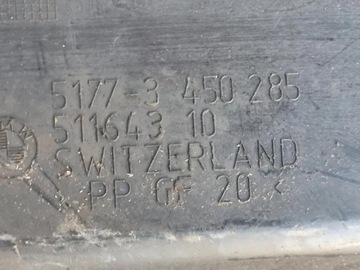 5177-3 450 285
511643 10
SWITZERLAND
PP GF 20 <